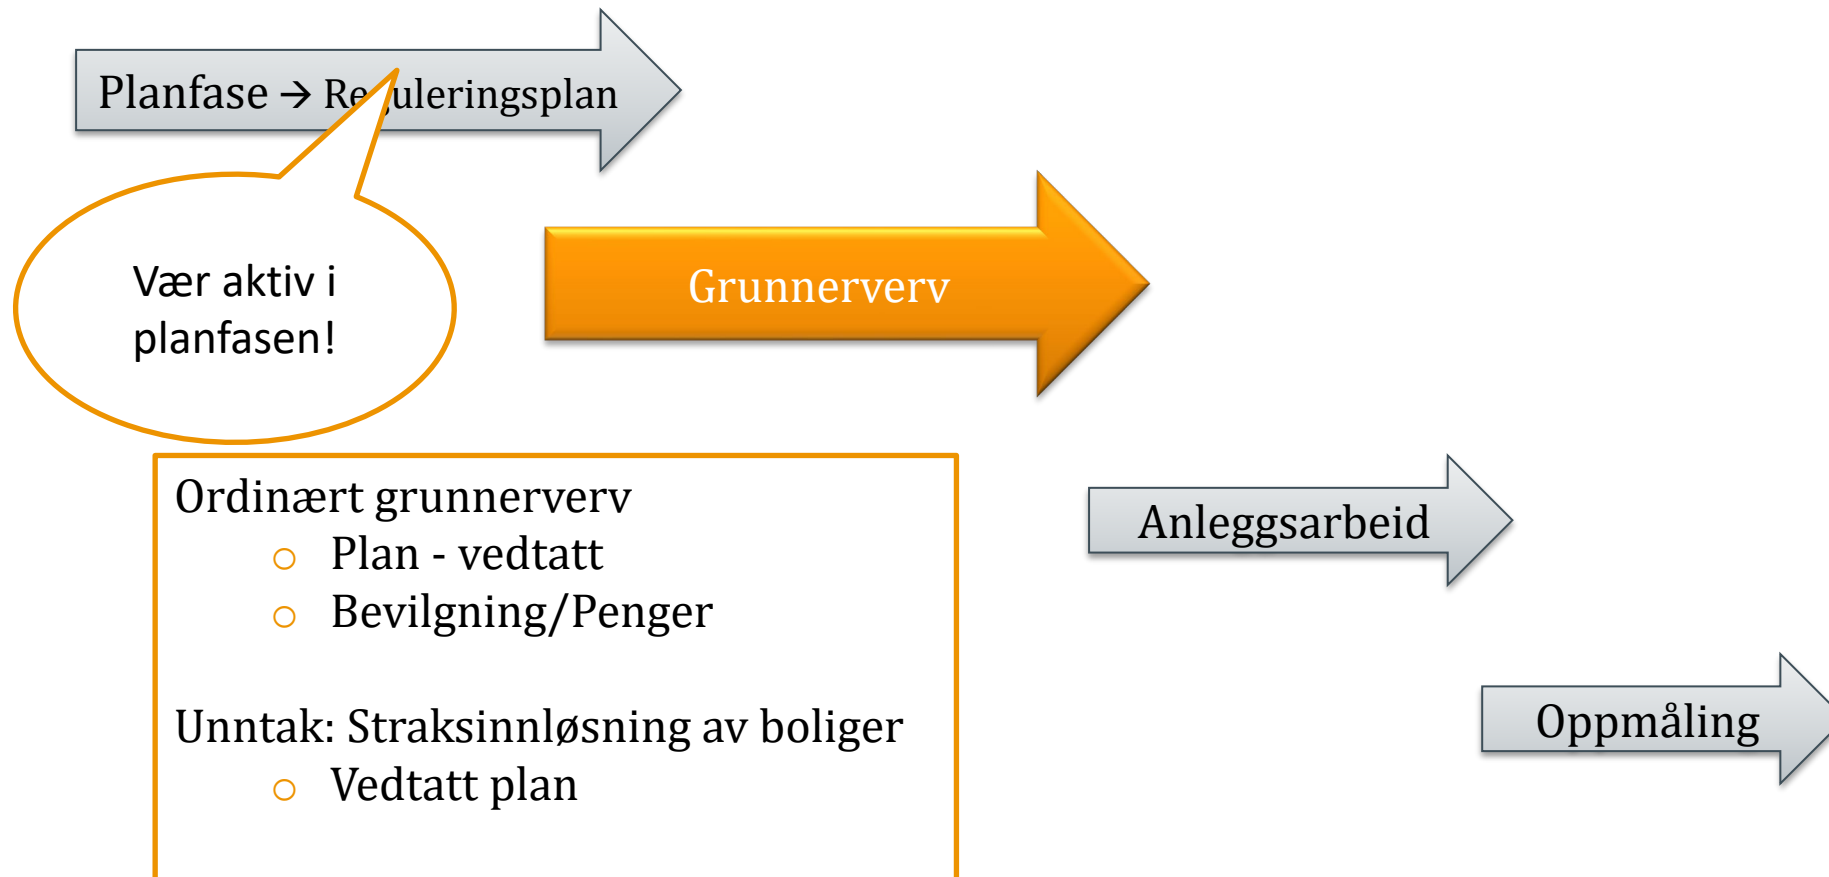 Planfase → Reguleringsplan
Grunnerverv
Vær aktiv i
planfasen!
Ordinært grunnerverv
o Plan - vedtatt
o Bevilgning/Penger
Unntak: Straksinnløsning av boliger
o Vedtatt plan
Anleggsarbeid
Oppmåling